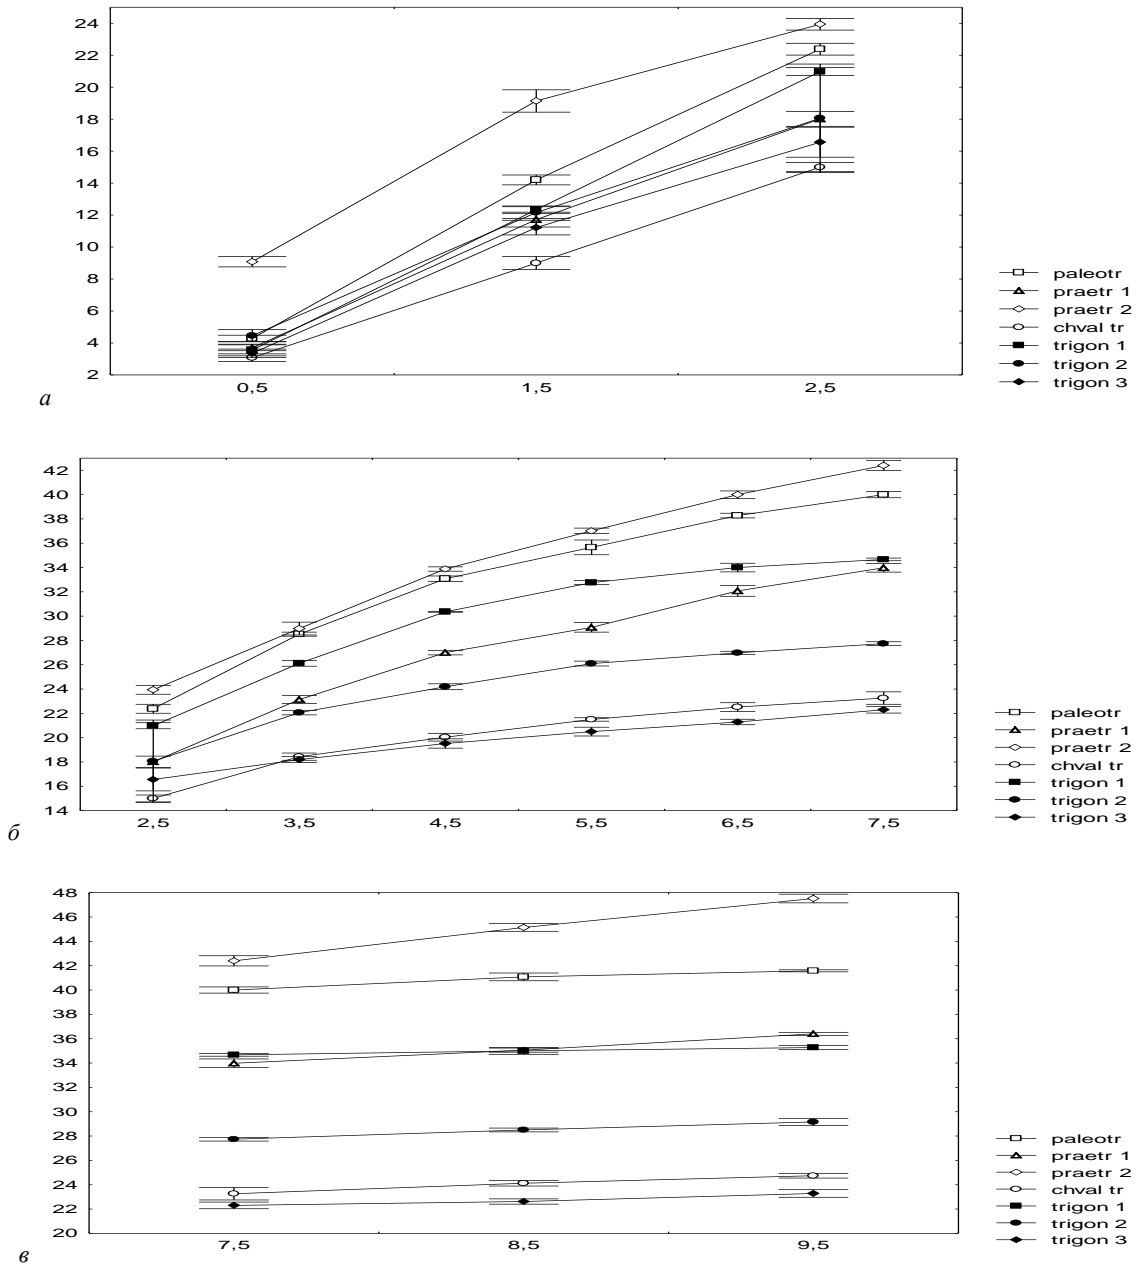 24
22
20
18
16
14
12
10
8
6
4
2
0,5 1,5 2,5
paleotr
praetr 1
praetr 2
chval tr
trigon 1
trigon 2
trigon 3
а
42
40
38
36
34
32
30
28
26
24
22
20
18
16
14
2,5 3,5 4,5 5,5 6,5 7,5
paleotr
praetr 1
praetr 2
chval tr
trigon 1
trigon 2
trigon 3
б
48
46
44
42
40
38
36
34
32
30
28
26
24
22
20
7,5 8,5 9,5
paleotr
praetr 1
praetr 2
chval tr
trigon 1
trigon 2
trigon 3
в